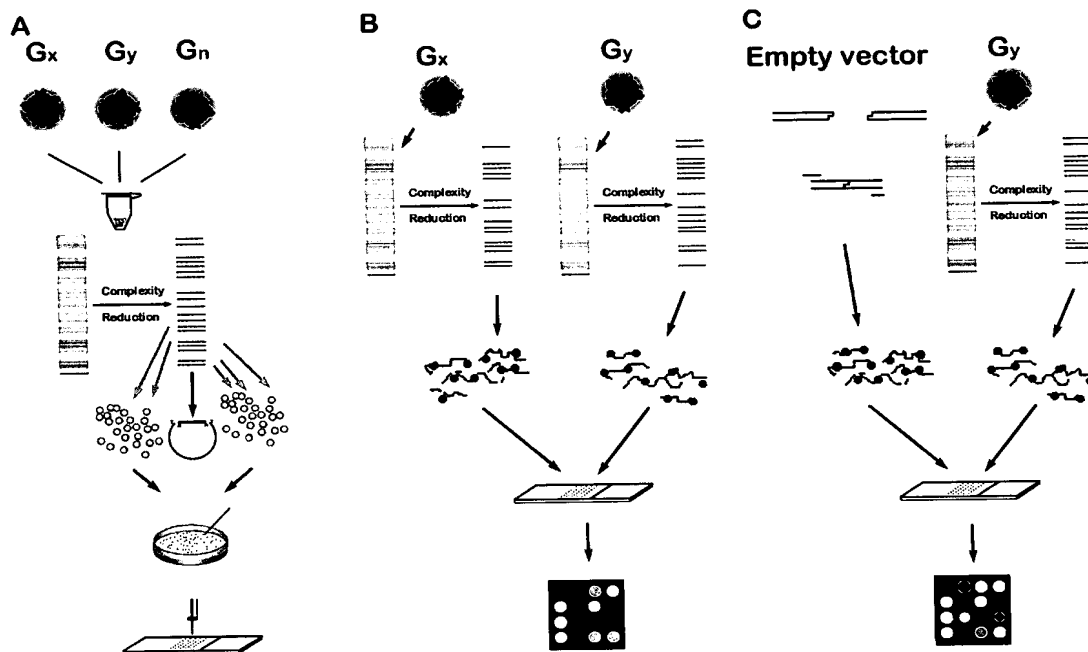 A
Gx Gy Gn
Complexity
Reduction
B
Gx Gy
Complexity
Reduction
Complexity
Reduction
C
Empty vector Gy
Complexity
Reduction